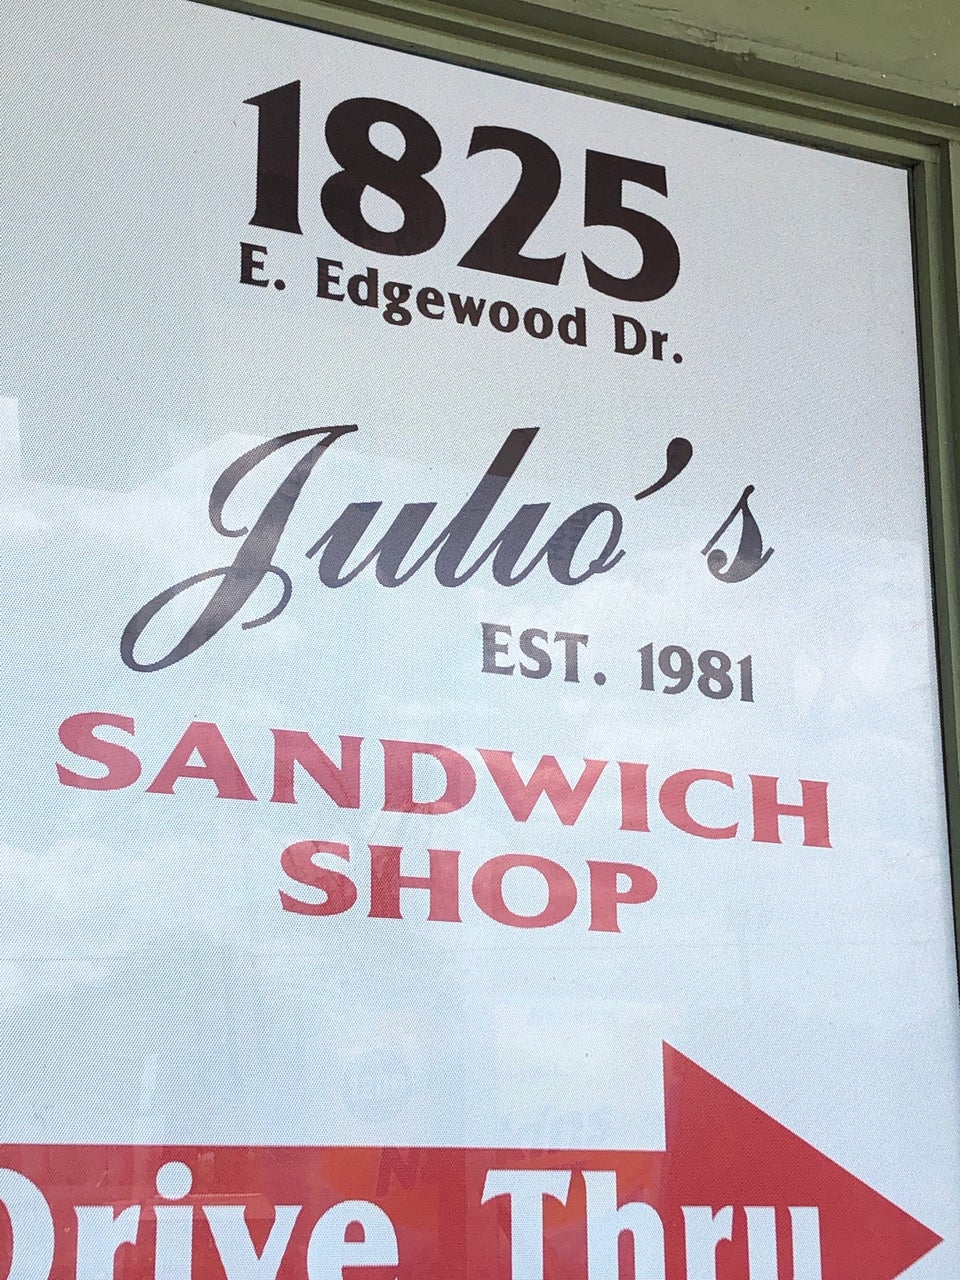 1825
E. Edgewood Dr.
Julio's
EST. 1981
SANDWICH
SHOP
Drive Thru